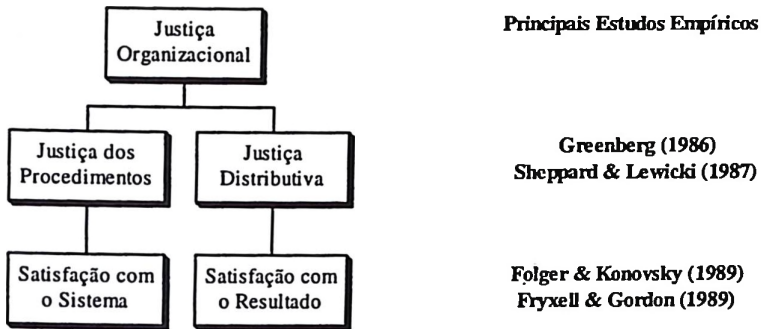 Justiça
Organizacional
Principais Estudos Empíricos
Justiça dos
Procedimentos
Justiça
Distributiva
Greenberg (1986)
Sheppard & Lewicki (1987)
Satisfação com
o Sistema
Satisfação com
o Resultado
Folger & Konovsky (1989)
Fryxell & Gordon (1989)